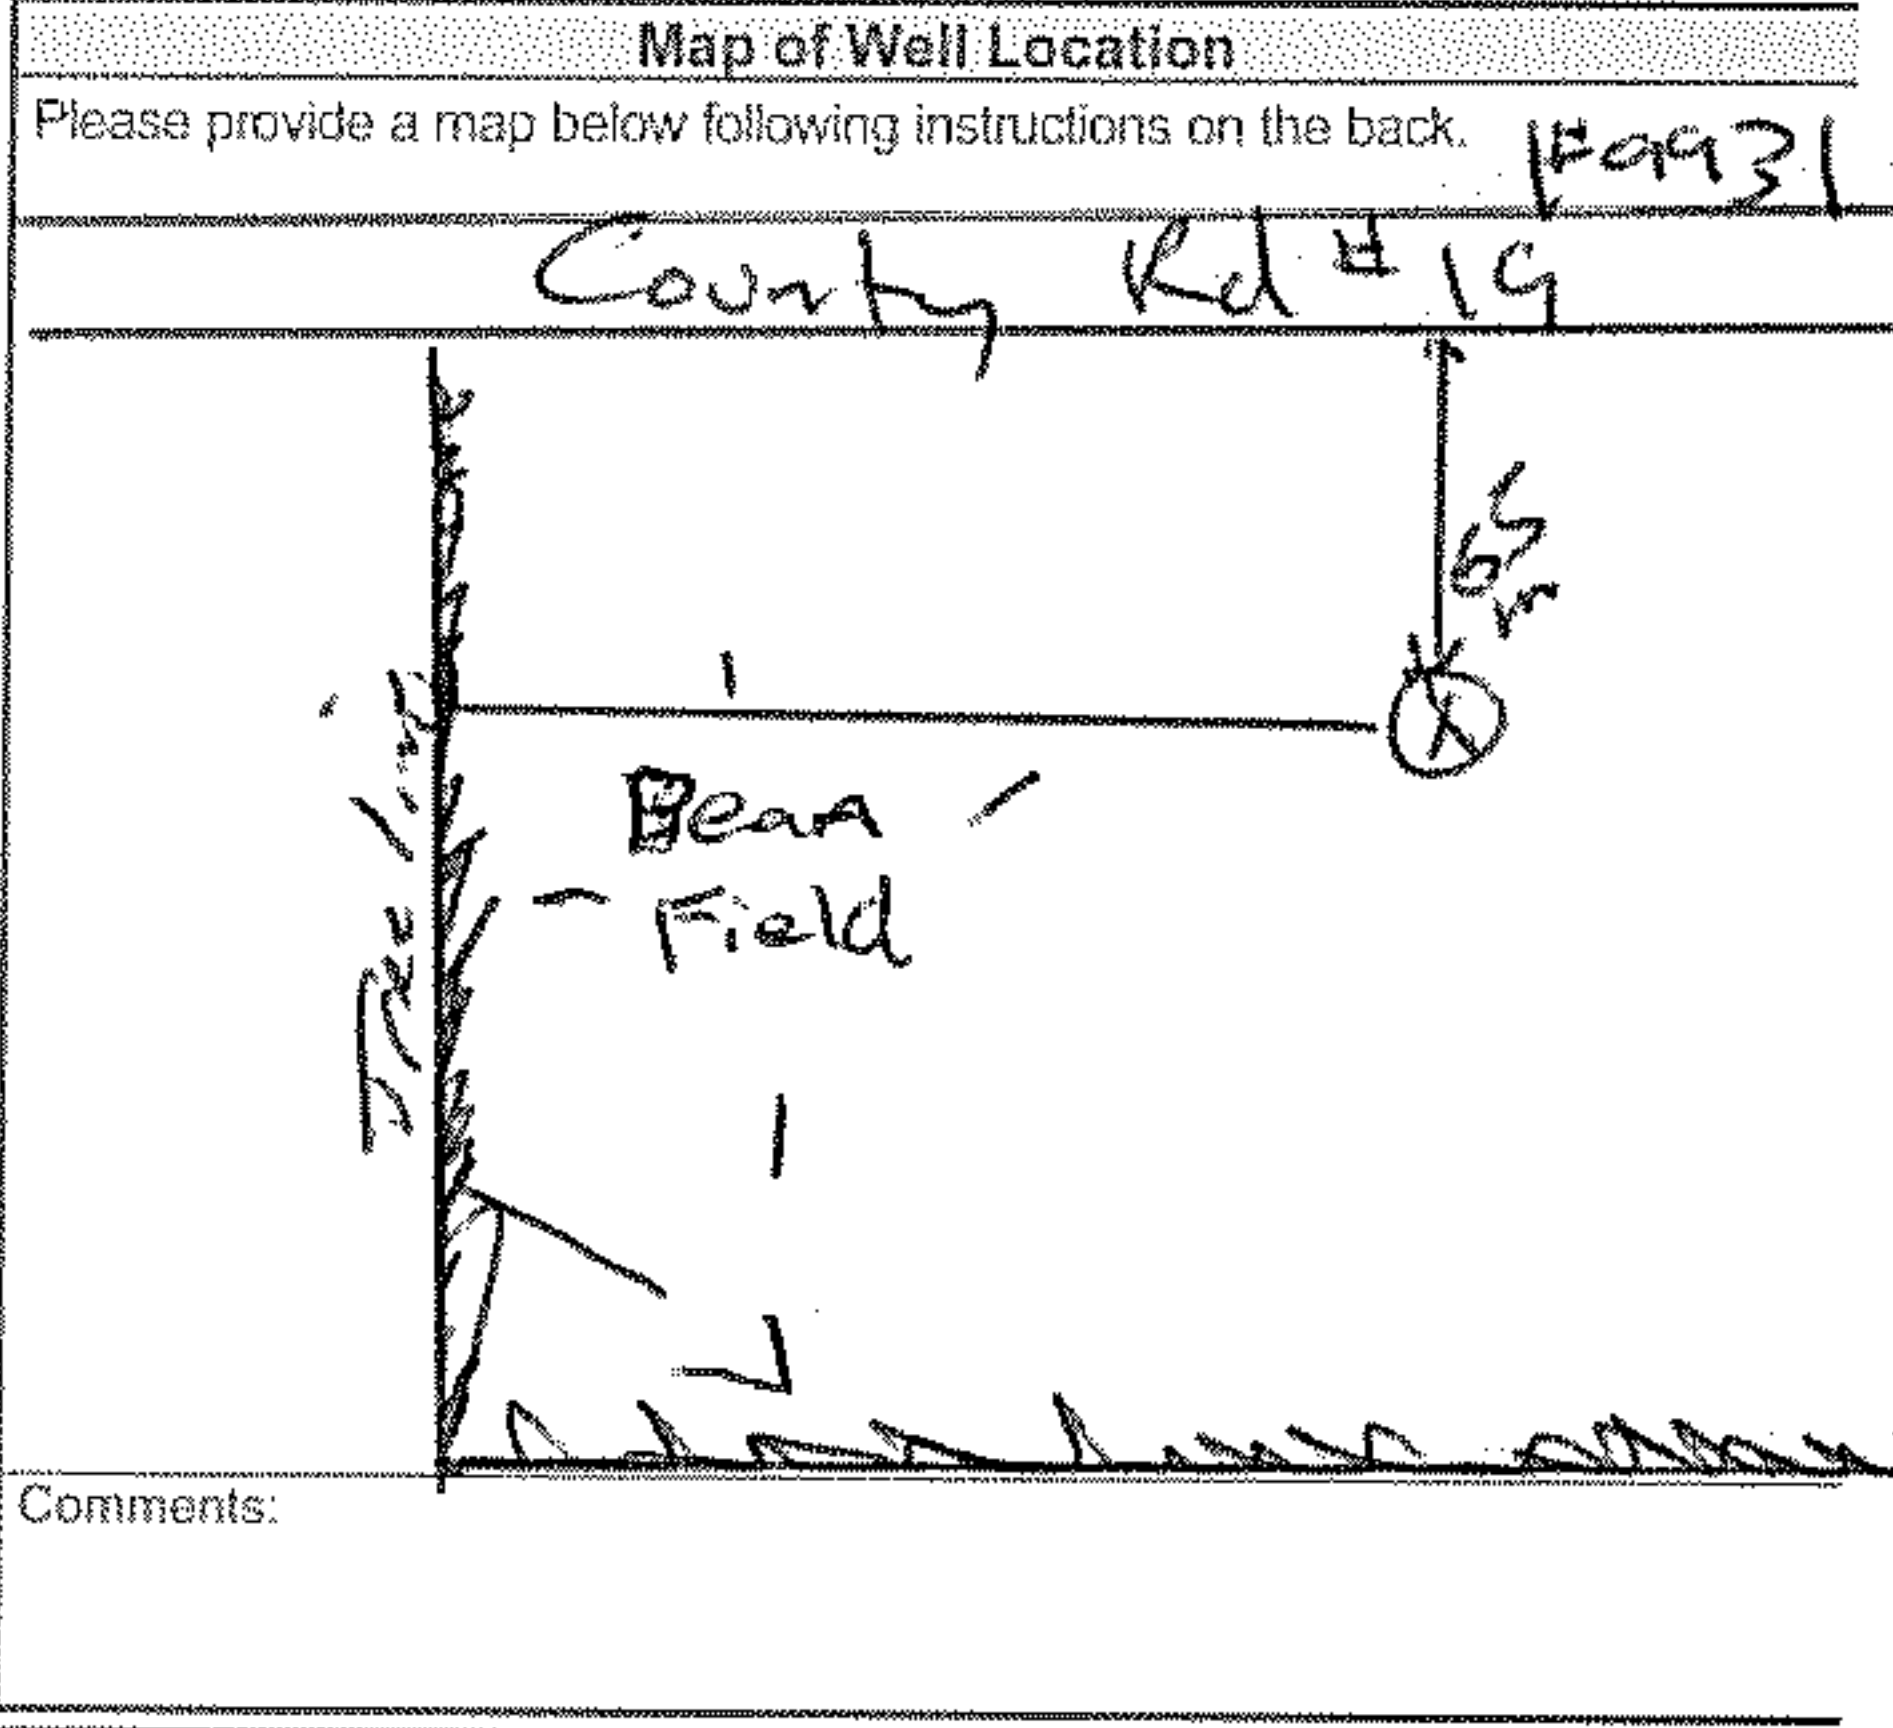 Map of Well Location
Please provide a map below following instructions on the back.
#9931
County Rd # 19
65
m
Bean
Field
Tree
Comments: